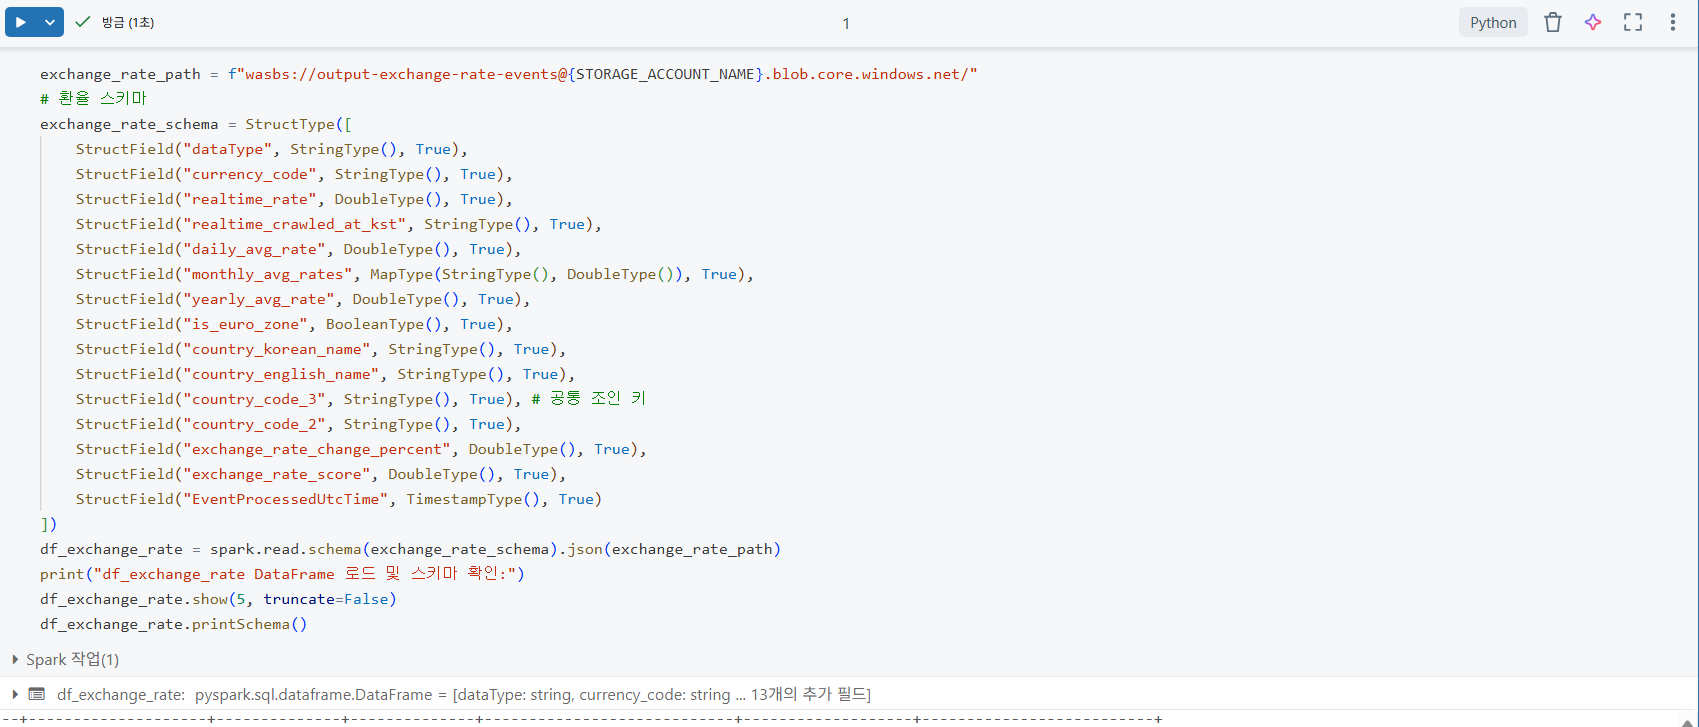 방금 (1초)
1
Python
exchange_rate_path = f"wasbs://output-exchange-rate-events@{STORAGE_ACCOUNT_NAME}.blob.core.windows.net/"
# 환율 스키마
exchange_rate_schema = StructType([
    StructField("dataType", StringType(), True),
    StructField("currency_code", StringType(), True),
    StructField("realtime_rate", DoubleType(), True),
    StructField("realtime_crawled_at_kst", StringType(), True),
    StructField("daily_avg_rate", DoubleType(), True),
    StructField("monthly_avg_rates", MapType(StringType(), DoubleType()), True),
    StructField("yearly_avg_rate", DoubleType(), True),
    StructField("is_euro_zone", BooleanType(), True),
    StructField("country_korean_name", StringType(), True),
    StructField("country_english_name", StringType(), True),
    StructField("country_code_3", StringType(), True), # 공통 조인 키
    StructField("country_code_2", StringType(), True),
    StructField("exchange_rate_change_percent", DoubleType(), True),
    StructField("exchange_rate_score", DoubleType(), True),
    StructField("EventProcessedUtcTime", TimestampType(), True)
])
df_exchange_rate = spark.read.schema(exchange_rate_schema).json(exchange_rate_path)
print("df_exchange_rate DataFrame 로드 및 스키마 확인:")
df_exchange_rate.show(5, truncate=False)
df_exchange_rate.printSchema()
Spark 작업(1)
df_exchange_rate: pyspark.sql.dataframe.DataFrame = [dataType: string, currency_code: string ... 13개의 추가 필드]
--+--------------------+--------------+--------------+----------------------------+--------------------+--------------------------+